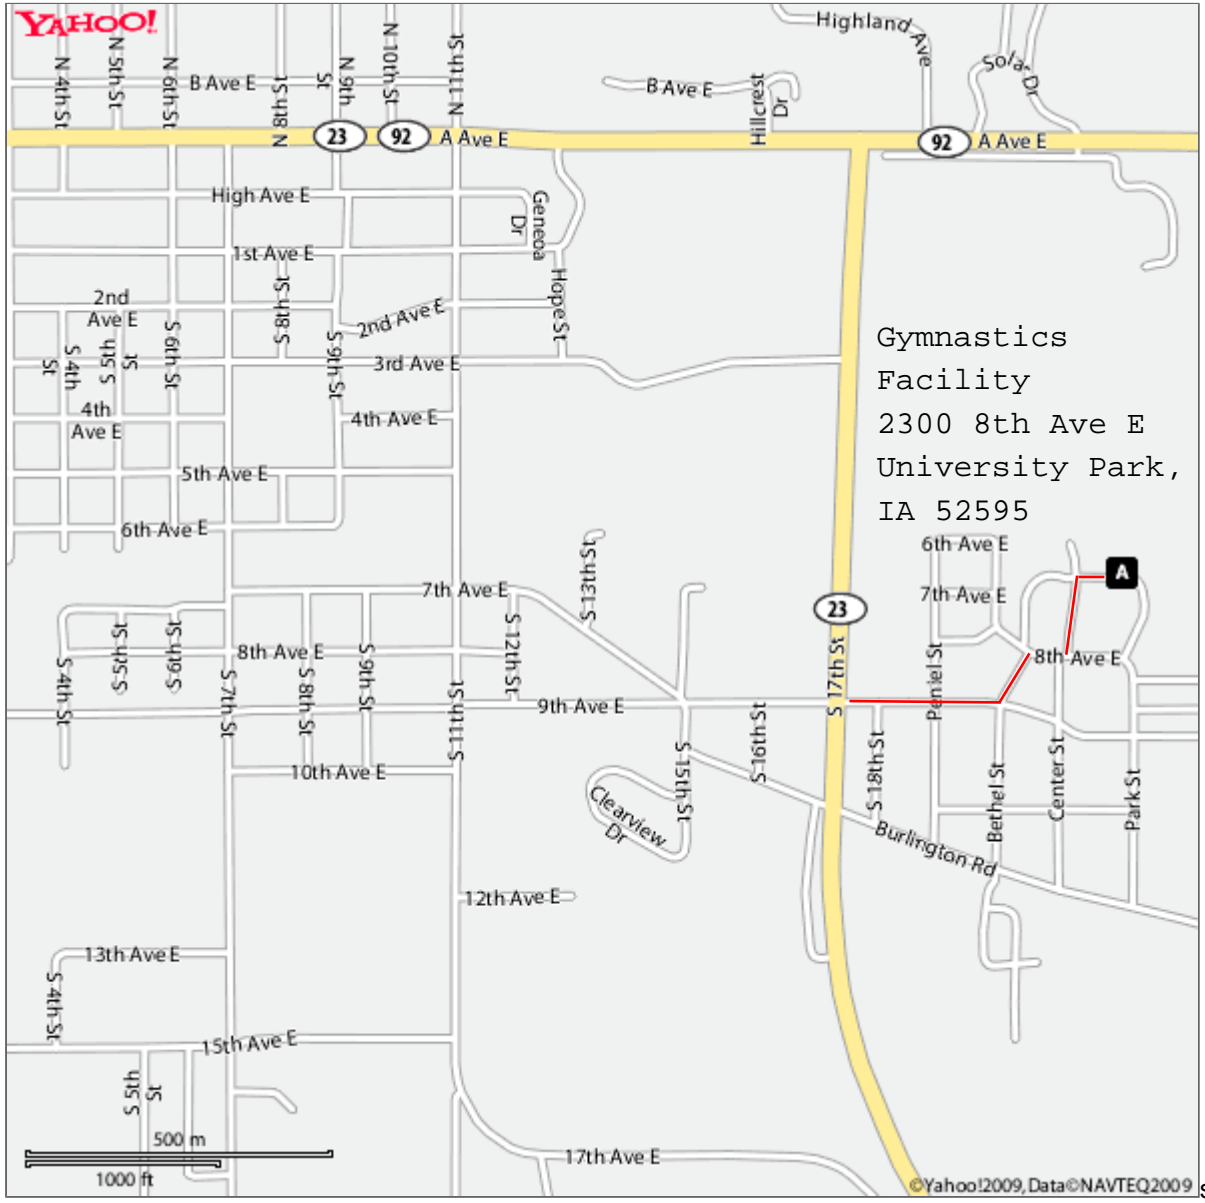 YAHOO!
Highland Ave
Solar Dr
N 4th St
N 5th St
N 6th St
B Ave E
N 8th St
N 9th
St
N 10th St
N 11th St
B Ave E
Hillcrest
Dr
23
92
A Ave E
92
A Ave E
High Ave E
Geneoa
Dr
1st Ave E
2nd
Ave E
S 8th St
2nd Ave E
Hope St
S 4th
St
S 5th
St
S 6th St
S 9th St
3rd Ave E
Gymnastics
Facility
2300 8th Ave E
University Park,
IA 52595
4th
Ave E
4th Ave E
5th Ave E
6th Ave E
6th Ave E
A
S 13th St
7th Ave E
7th Ave E
23
S 4th St
S 5th St
S 6th St
S 7th St
8th Ave E
S 8th St
S 9th St
S 11th St
S 12th St
S 17th St
Peniel St
8th Ave E
9th Ave E
S 15th St
S 16th St
S 18th St
Bethel St
Center St
Park St
10th Ave E
Clearview
Dr
Burlington Rd
12th Ave E
13th Ave E
S 4th St
15th Ave E
S 5th
St
500 m
1000 ft
17th Ave E
©Yahoo!2009, Data©NAVTEQ2009
s